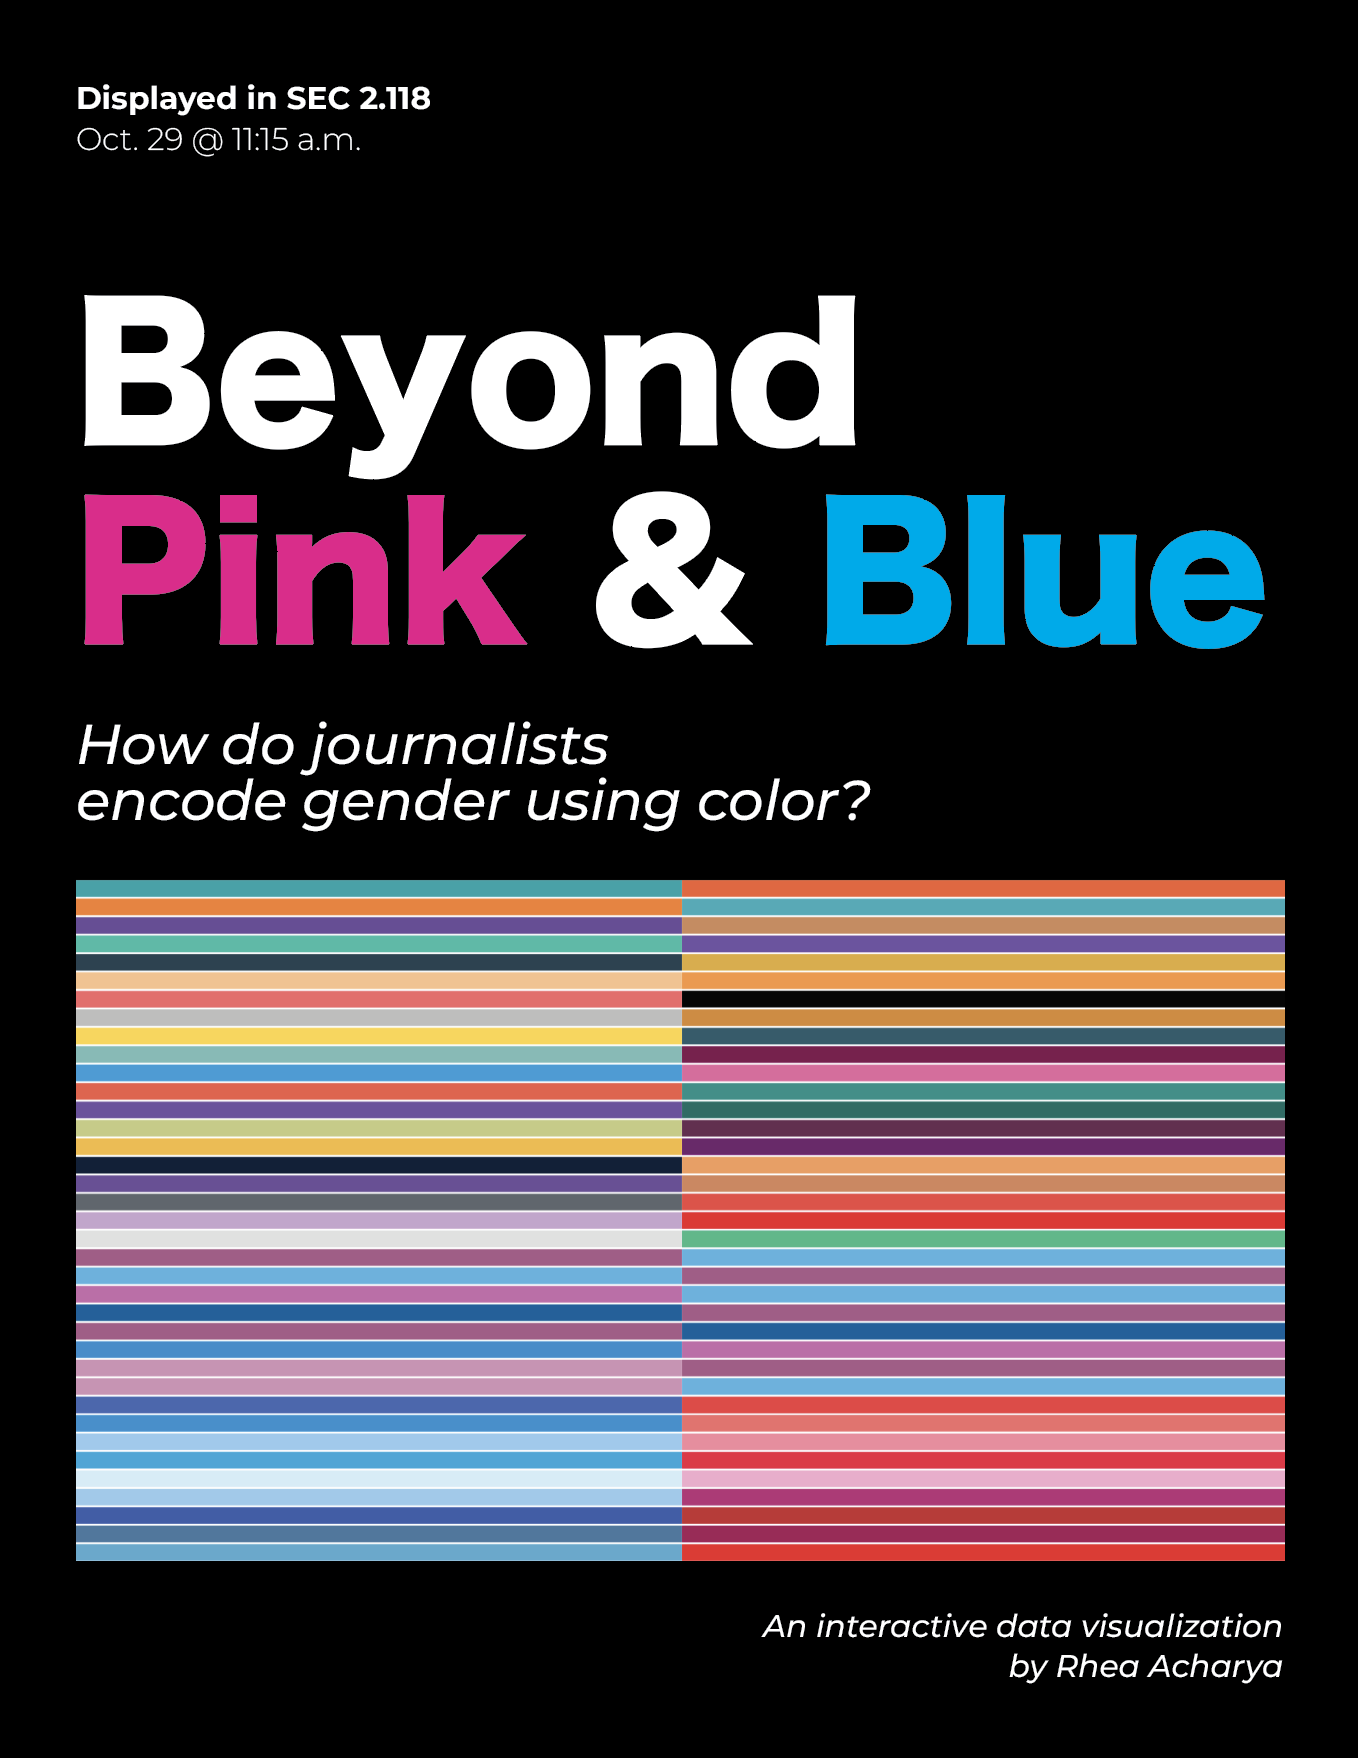 Displayed in SEC 2.118
Oct. 29 @ 11:15 a.m.
Beyond
Pink & Blue
How do journalists
encode gender using color?
An interactive data visualization
by Rhea Acharya